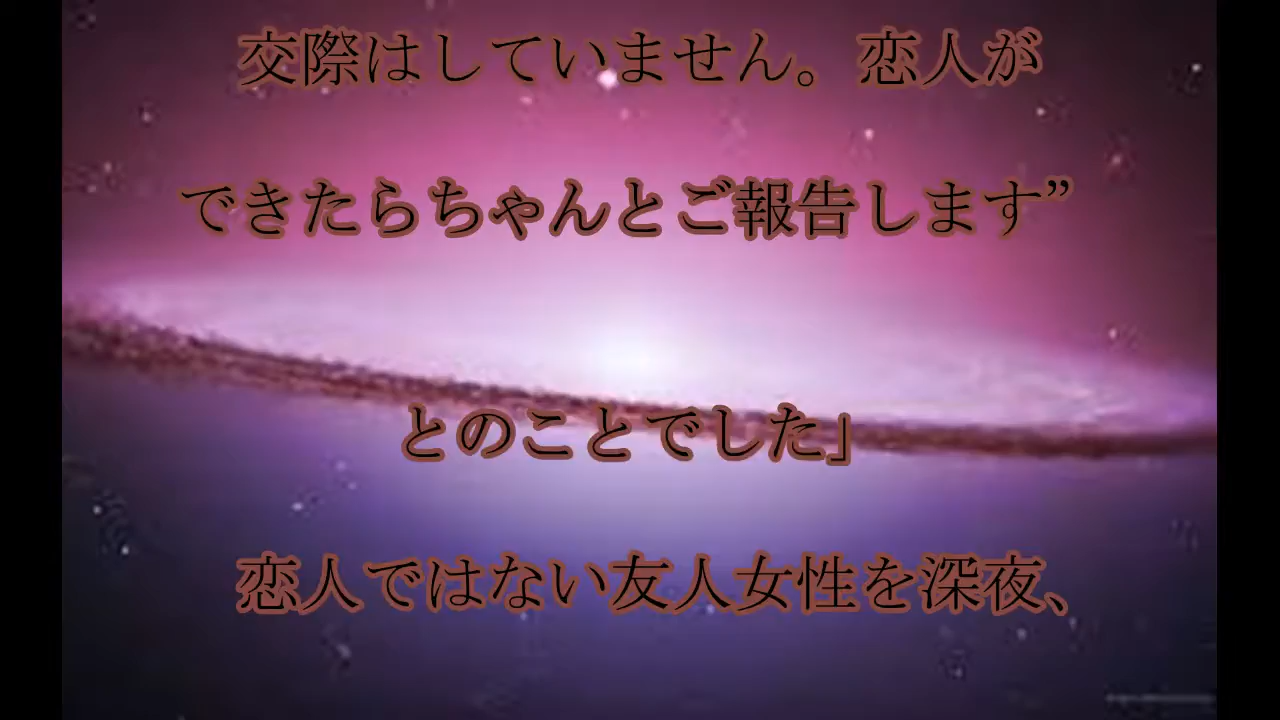 交際はしていません。恋人が
できたらちゃんとご報告します”
とのことでした」
恋人ではない友人女性を深夜、